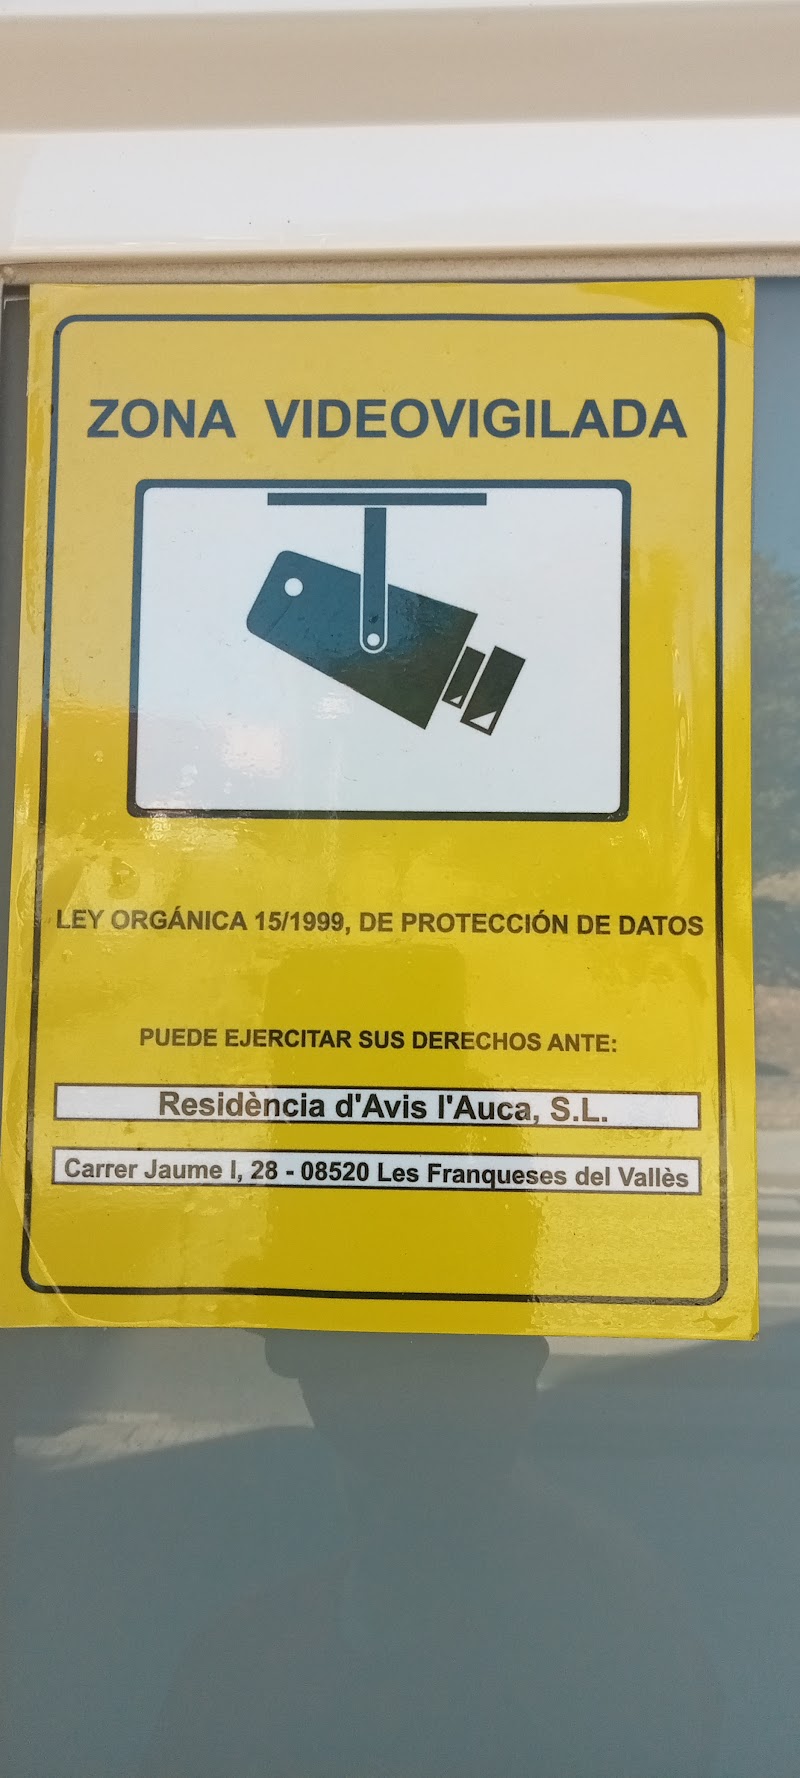 ZONA VIDEOVIGILADA
LEY ORGÁNICA 15/1999, DE PROTECCIÓN DE DATOS
PUEDE EJERCITAR SUS DERECHOS ANTE:
Residència d'Avis l'Auca, S.L.
Carrer Jaume I, 28 - 08520 Les Franqueses del Vallès